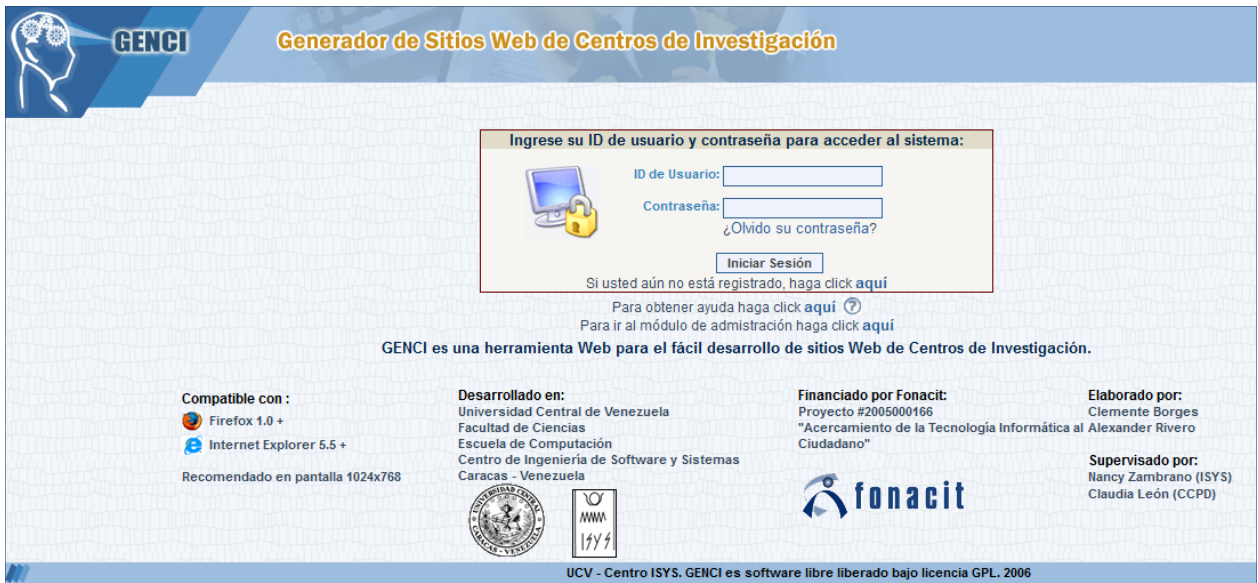 GENCI
Generador de Sitios Web de Centros de Investigación
Ingrese su ID de usuario y contraseña para acceder al sistema:
ID de Usuario:
Contraseña:
¿Olvido su contraseña?
Iniciar Sesión
Si usted aún no está registrado, haga click aquí
Para obtener ayuda haga click aquí ?
Para ir al módulo de admistración haga click aquí
GENCI es una herramienta Web para el fácil desarrollo de sitios Web de Centros de Investigación.
Compatible con :
Firefox 1.0 +
Internet Explorer 5.5 +
Recomendado en pantalla 1024x768
Desarrollado en:
Universidad Central de Venezuela
Facultad de Ciencias
Escuela de Computación
Centro de Ingeniería de Software y Sistemas
Caracas - Venezuela
UNIVERSIDAD CENTRAL
CARACAS - VENEZUELA
ISYS
Financiado por Fonacit:
Proyecto #2005000166
"Acercamiento de la Tecnología Informática al
Ciudadano"
fonacit
Elaborado por:
Clemente Borges
Alexander Rivero
Supervisado por:
Nancy Zambrano (ISYS)
Claudia León (CCPD)
UCV - Centro ISYS. GENCI es software libre liberado bajo licencia GPL. 2006